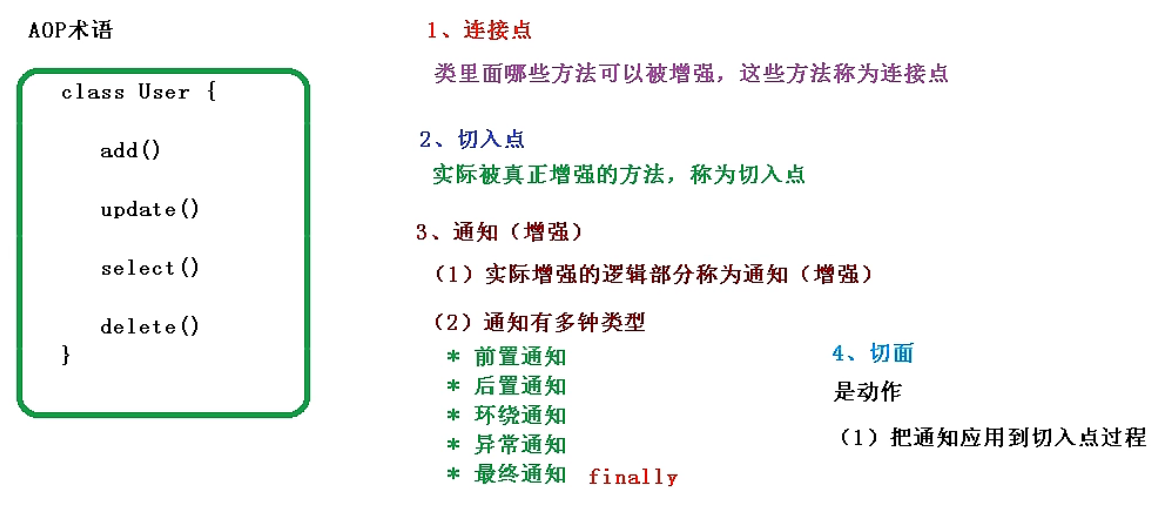 AOP术语
class User {
add()
update()
select()
delete()
}
1、连接点
类里面哪些方法可以被增强，这些方法称为连接点
2、切入点
实际被真正增强的方法，称为切入点
3、通知（增强）
（1）实际增强的逻辑部分称为通知（增强）
（2）通知有多钟类型
* 前置通知
* 后置通知
* 环绕通知
* 异常通知
* 最终通知 finally
4、切面
是动作
（1）把通知应用到切入点过程